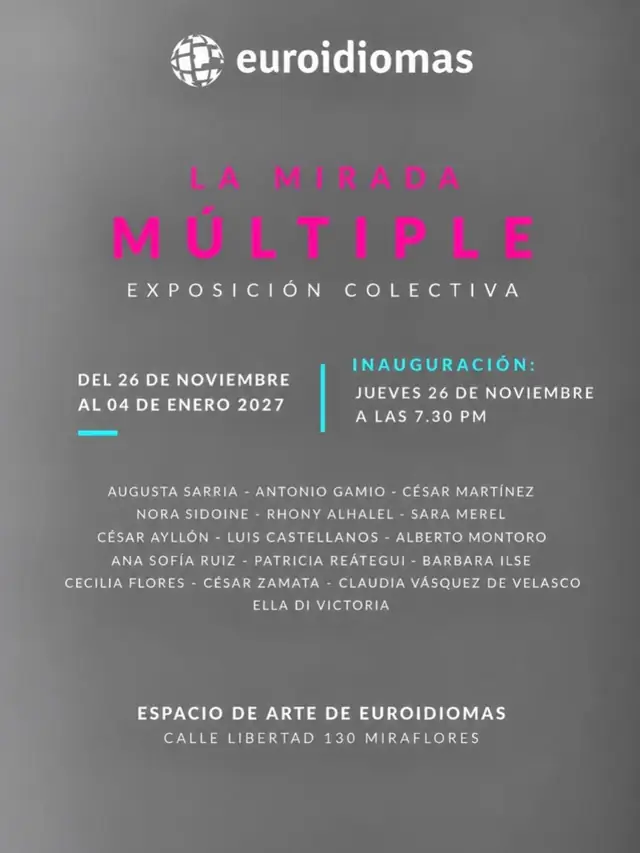 euroidiomas
LA MIRADA
MÚLTIPLE
EXPOSICIÓN COLECTIVA
DEL 26 DE NOVIEMBRE
AL 04 DE ENERO 2027
INAUGURACIÓN:
JUEVES 26 DE NOVIEMBRE
A LAS 7.30 PM
AUGUSTA SARRIA - ANTONIO GAMIO - CÉSAR MARTÍNEZ
NORA SIDOINE - RHONY ALHALEL - SARA MEREL
CÉSAR AYLLÓN - LUIS CASTELLANOS - ALBERTO MONTORO
ANA SOFÍA RUIZ - PATRICIA REÁTEGUI - BARBARA ILSE
CECILIA FLORES - CÉSAR ZAMATA - CLAUDIA VÁSQUEZ DE VELASCO
ELLA DI VICTORIA
ESPACIO DE ARTE DE EUROIDIOMAS
CALLE LIBERTAD 130 MIRAFLORES